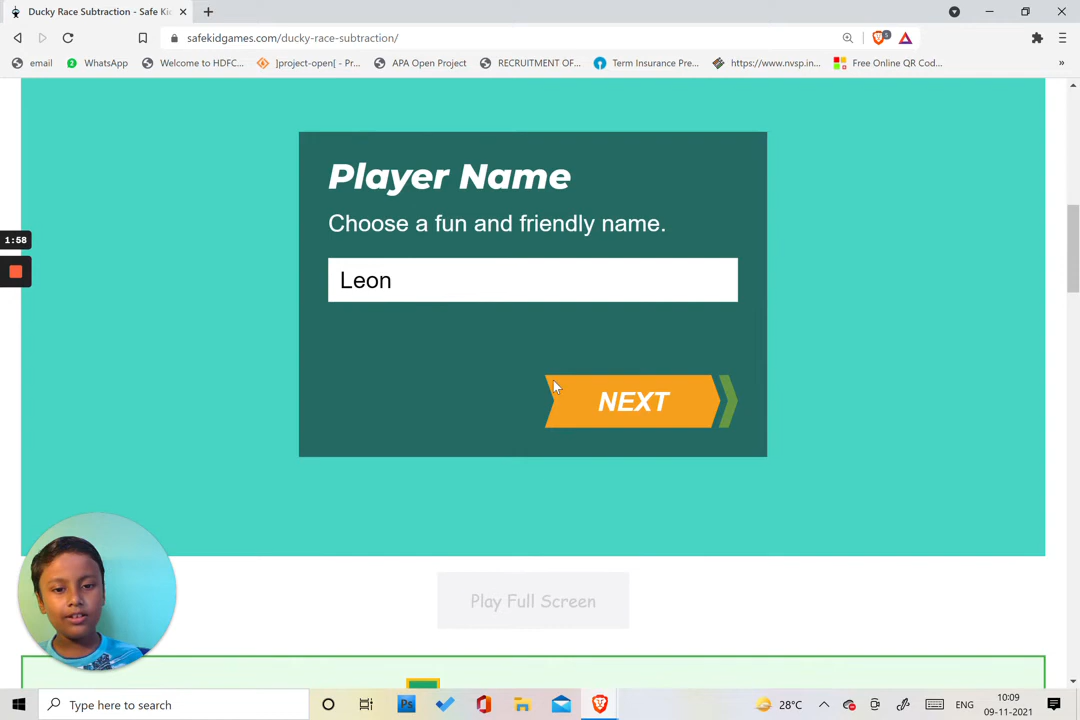 Ducky Race Subtraction - Safe Ki
safekidgames.com/ducky-race-subtraction/
5
email
2
WhatsApp
Welcome to HDFC...
]project-open[ - Pr...
APA Open Project
RECRUITMENT OF...
Term Insurance Pre...
https://www.nvsp.in...
Free Online QR Cod...
»
Player Name
Choose a fun and friendly name.
Leon
NEXT
1:58
Play Full Screen
Type here to search
Ps
28°C
ENG
10:09
09-11-2021